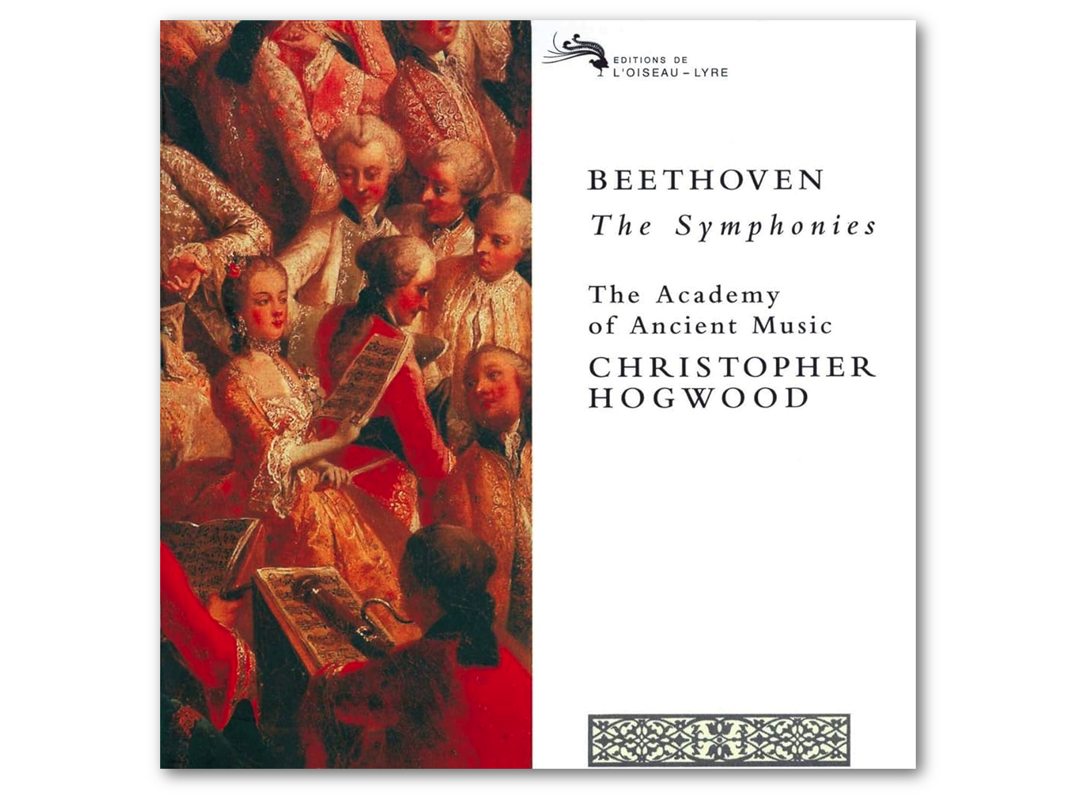 EDITIONS DE
L'OISEAU-LYRE
BEETHOVEN
The Symphonies
The Academy
of Ancient Music
CHRISTOPHER
HOGWOOD